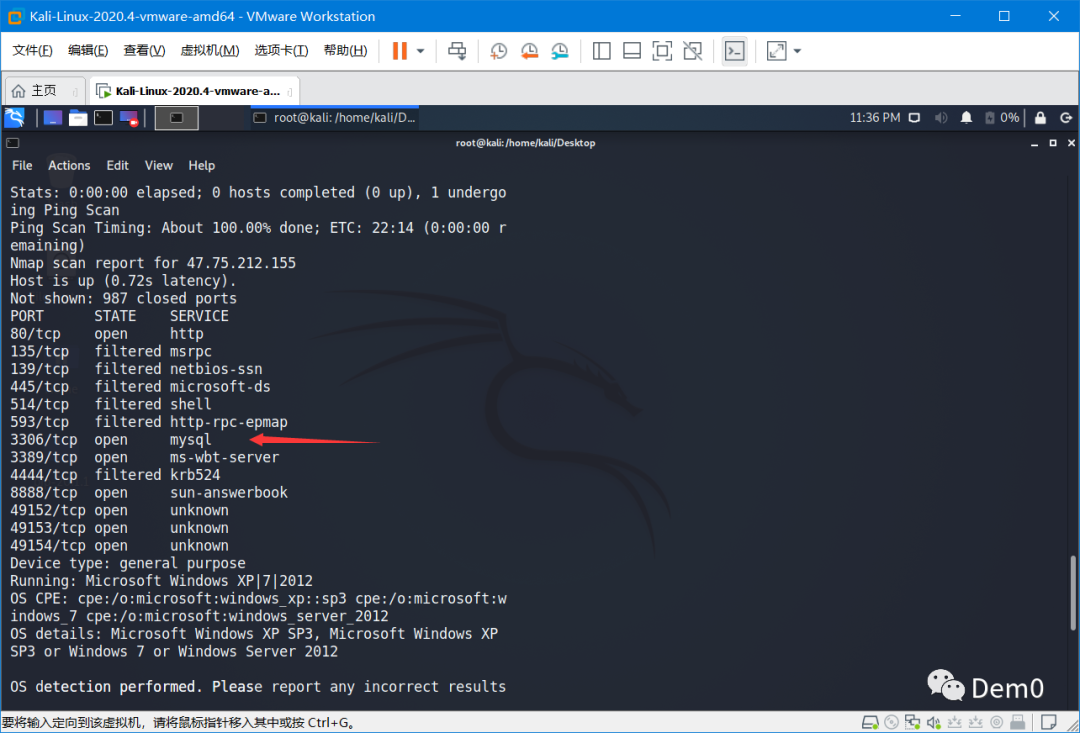 Kali-Linux-2020.4-vmware-amd64 - VMware Workstation
文件(F) 编辑(E) 查看(V) 虚拟机(M) 选项卡(T) 帮助(H)
主页 Kali-Linux-2020.4-vmware-a...
root@kali: /home/kali/D... 11:36 PM 0%
root@kali: /home/kali/Desktop
File Actions Edit View Help
Stats: 0:00:00 elapsed; 0 hosts completed (0 up), 1 undergo
ing Ping Scan
Ping Scan Timing: About 100.00% done; ETC: 22:14 (0:00:00 r
emaining)
Nmap scan report for 47.75.212.155
Host is up (0.72s latency).
Not shown: 987 closed ports
PORT STATE SERVICE
80/tcp open http
135/tcp filtered msrpc
139/tcp filtered netbios-ssn
445/tcp filtered microsoft-ds
514/tcp filtered shell
593/tcp filtered http-rpc-epmap
3306/tcp open mysql
3389/tcp open ms-wbt-server
4444/tcp filtered krb524
8888/tcp open sun-answerbook
49152/tcp open unknown
49153/tcp open unknown
49154/tcp open unknown
Device type: general purpose
Running: Microsoft Windows XP|7|2012
OS CPE: cpe:/o:microsoft:windows_xp::sp3 cpe:/o:microsoft:w
indows_7 cpe:/o:microsoft:windows_server_2012
OS details: Microsoft Windows XP SP3, Microsoft Windows XP
SP3 or Windows 7 or Windows Server 2012
OS detection performed. Please report any incorrect results
Dem0
要将输入定向到该虚拟机，请将鼠标指针移入其中或按 Ctrl+G。